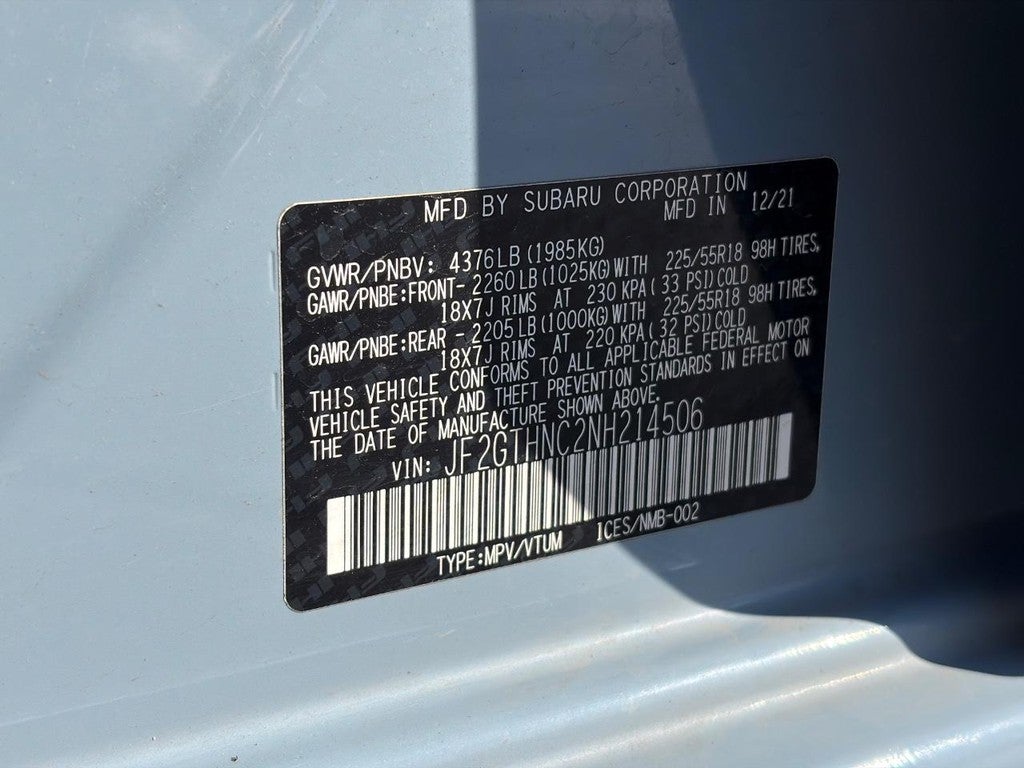 MFD BY SUBARU CORPORATION
MFD IN 12/21
GVWR/PNBV: 4376LB(1985KG)
GAWR/PNBE:FRONT- 2260LB(1025KG)WITH 225/55R18 98H TIRES,
18X7J RIMS AT 230 KPA( 33 PSI)COLD
GAWR/PNBE:REAR - 2205LB(1000KG)WITH 225/55R18 98H TIRES,
18X7J RIMS AT 220 KPA( 32 PSI)COLD
THIS VEHICLE CONFORMS TO ALL APPLICABLE FEDERAL MOTOR
VEHICLE SAFETY AND THEFT PREVENTION STANDARDS IN EFFECT ON
THE DATE OF MANUFACTURE SHOWN ABOVE.
VIN: JF2GTHNC2NH214506
TYPE:MPV/VTUM ICES/NMB-002